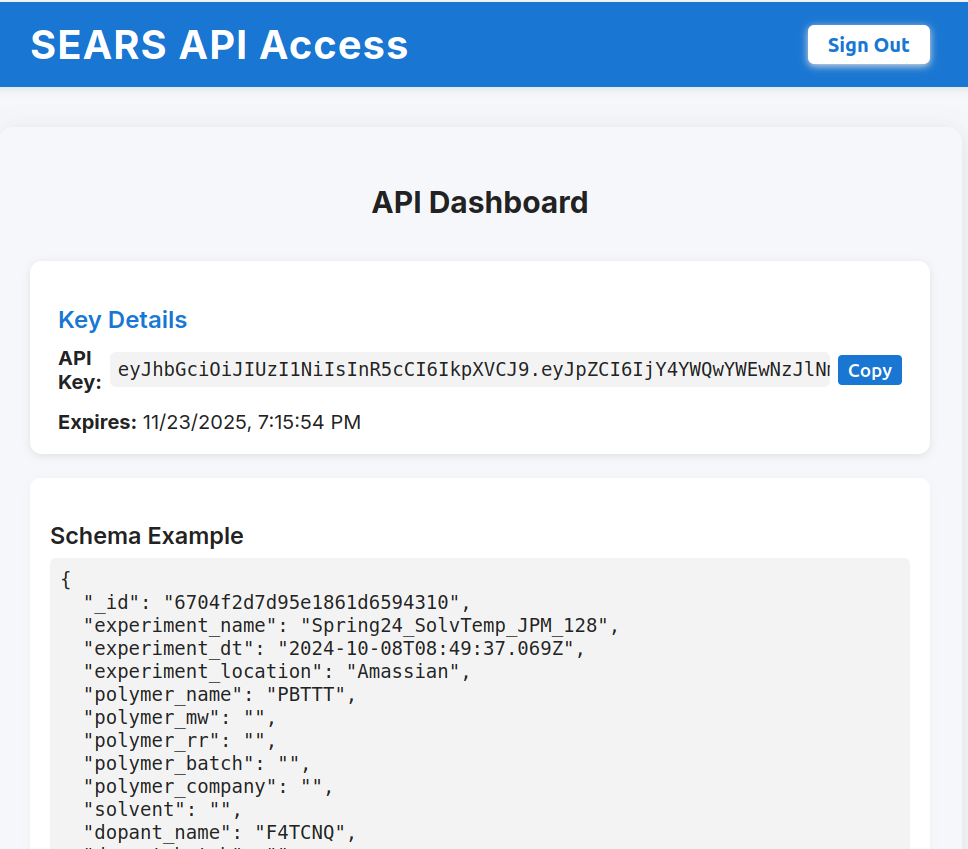 SEARS API Access
Sign Out
API Dashboard
Key Details
API Key: eyJhbGciOiJIUzI1NiIsInR5cCI6IkpXVCJ9.eyJpZCI6IjY4YWQwYWEwNzJlN
Copy
Expires: 11/23/2025, 7:15:54 PM
Schema Example
{
"_id": "6704f2d7d95e1861d6594310",
"experiment_name": "Spring24_SolvTemp_JPM_128",
"experiment_dt": "2024-10-08T08:49:37.069Z",
"experiment_location": "Amassian",
"polymer_name": "PBTTT",
"polymer_mw": "",
"polymer_rr": "",
"polymer_batch": "",
"polymer_company": "",
"solvent": "",
"dopant_name": "F4TCNQ",